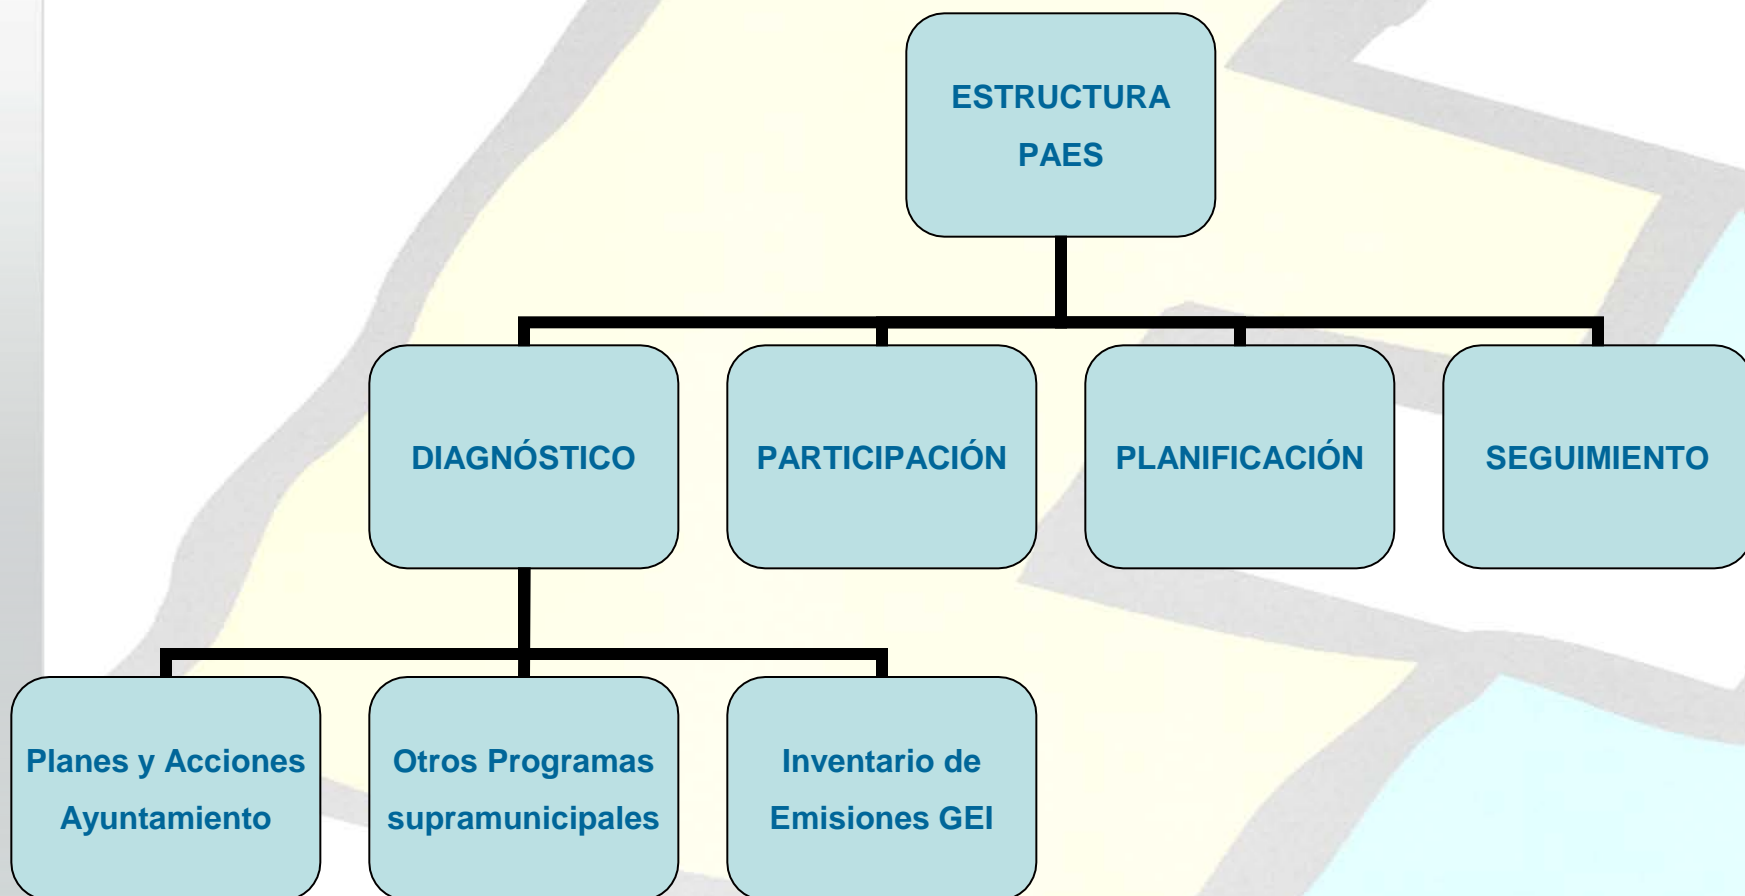 ESTRUCTURA
PAES
DIAGNÓSTICO
PARTICIPACIÓN
PLANIFICACIÓN
SEGUIMIENTO
Planes y Acciones
Ayuntamiento
Otros Programas
supramunicipales
Inventario de
Emisiones GEI